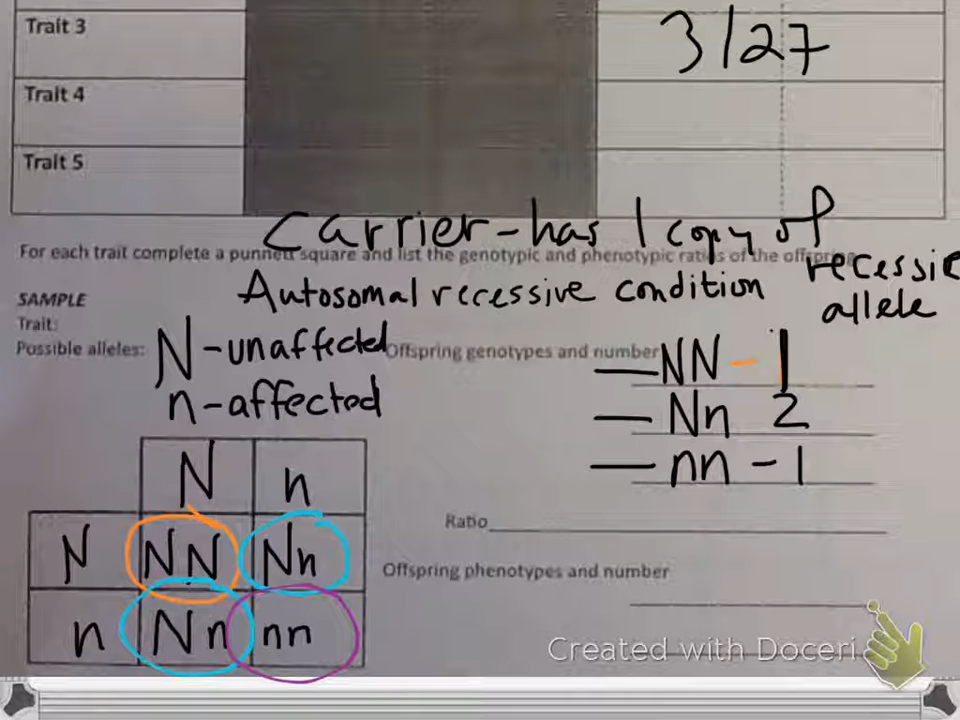 Trait 3
3/27
Trait 4
Trait 5
Carrier-has 1 copy of
For each trait complete a punnett square and list the genotypic and phenotypic ratios of the offspring.
recessive
Autosomal recessive condition
allele
SAMPLE
Trait:
N-unaffected
Possible alleles:
n-affected
Offspring genotypes and number
NN - 1
Nn 2
nn - 1
N n
N NN Nn
n Nn nn
Ratio
Offspring phenotypes and number
Created with Doceri